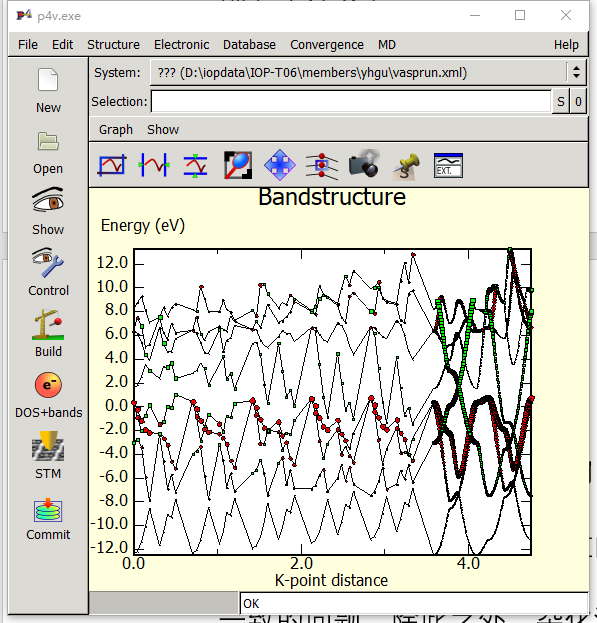 p4v.exe
File Edit Structure Electronic Database Convergence MD Help
System: ??? (D:\iopdata\IOP-T06\members\yhgu\vasprun.xml)
Selection: S 0
Graph Show
EXT.
New
Open
Show
Control
Build
e-
DOS+bands
STM
Commit
Bandstructure
Energy (eV)
12.0
10.0
8.0
6.0
4.0
2.0
0.0
-2.0
-4.0
-6.0
-8.0
-10.0
-12.0
0.0 2.0 4.0
K-point distance
OK